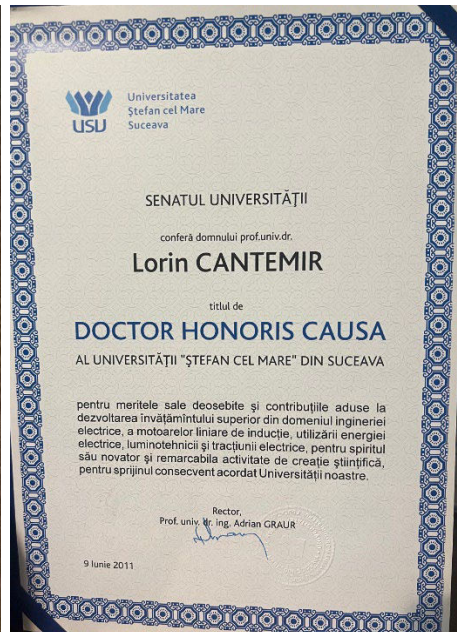 USU
Universitatea
Ștefan cel Mare
Suceava
SENATUL UNIVERSITĂŢII
conferă domnului prof.univ.dr.
Lorin CANTEMIR
titlul de
DOCTOR HONORIS CAUSA
AL UNIVERSITĂŢII "ŞTEFAN CEL MARE" DIN SUCEAVA
pentru meritele sale deosebite şi contribuţiile aduse la
dezvoltarea învăţămîntului superior din domeniul ingineriei
electrice, a motoarelor liniare de inducţie, utilizării energiei
electrice, luminotehnicii şi tracţiunii electrice, pentru spiritul
său novator şi remarcabila activitate de creaţie ştiinţifică,
pentru sprijinul consecvent acordat Universităţii noastre.
Rector,
Prof. univ. dr. ing. Adrian GRAUR
9 Iunie 2011